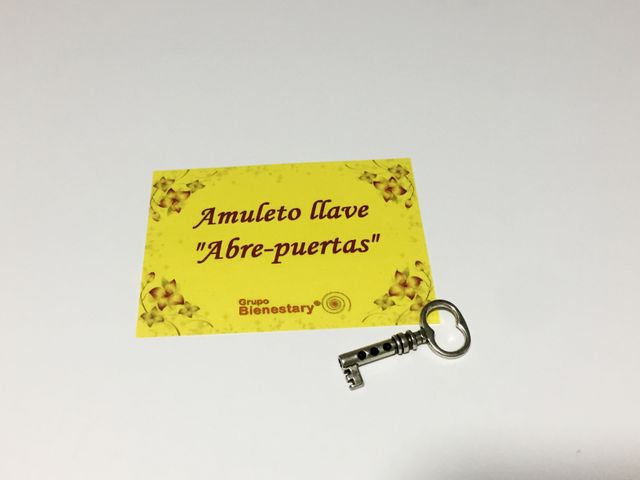 Amuleto llave
"Abre-puertas"
Grupo
Bienestary®